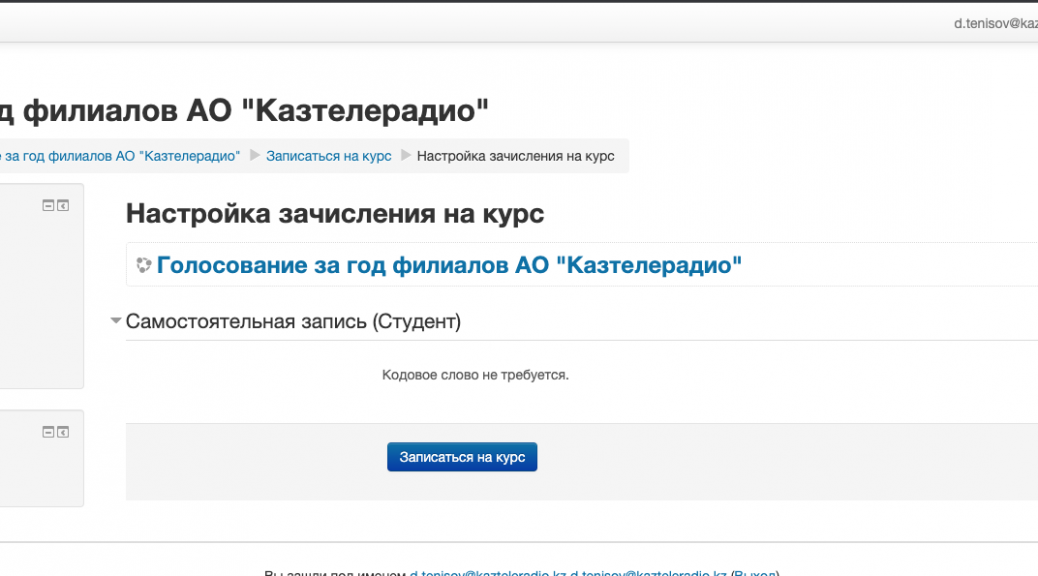 d.tenisov@kaz
д филиалов АО "Казтелерадио"
за год филиалов АО "Казтелерадио" Записаться на курс Настройка зачисления на курс
Настройка зачисления на курс
Голосование за год филиалов АО "Казтелерадио"
Самостоятельная запись (Студент)
Кодовое слово не требуется.
Записаться на курс
Вы зашли под именем d.tenisov@kazteleradio.kz d.tenisov@kazteleradio.kz (Выход)